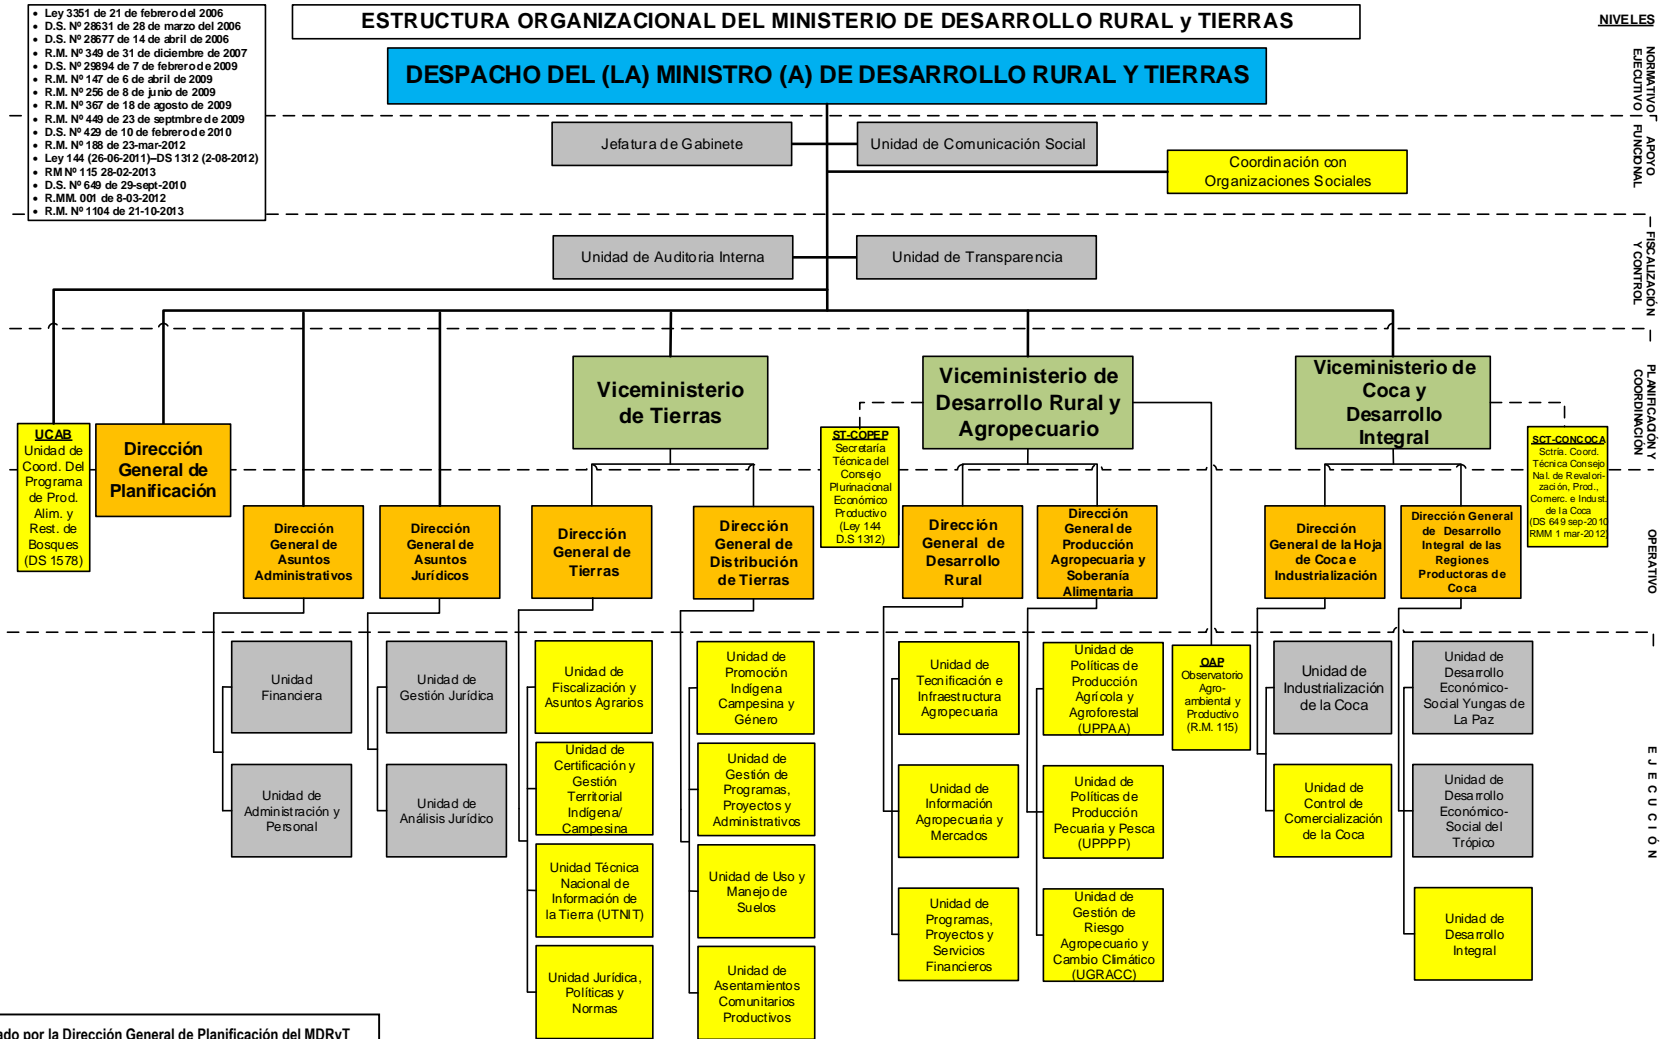 • Ley 3351 de 21 de febrero del 2006
• D.S. Nº 28631 de 28 de marzo del 2006
• D.S. Nº 28677 de 14 de abril de 2006
• R.M. Nº 349 de 31 de diciembre de 2007
• D.S. Nº 29894 de 7 de febrero de 2009
• R.M. Nº 147 de 6 de abril de 2009
• R.M. Nº 256 de 8 de junio de 2009
• R.M. Nº 367 de 18 de agosto de 2009
• R.M. Nº 449 de 23 de septmbre de 2009
• D.S. Nº 429 de 10 de febrero de 2010
• R.M. Nº 188 de 23-mar-2012
• Ley 144 (26-06-2011)–DS 1312 (2-08-2012)
• RM Nº 115 28-02-2013
• D.S. Nº 649 de 29-sept-2010
• R.MM. 001 de 8-03-2012
• R.M. Nº 1104 de 21-10-2013
ESTRUCTURA ORGANIZACIONAL DEL MINISTERIO DE DESARROLLO RURAL y TIERRAS
NIVELES
DESPACHO DEL (LA) MINISTRO (A) DE DESARROLLO RURAL Y TIERRAS
NORMATIVO Y
EJECUTIVO
Jefatura de Gabinete
Unidad de Comunicación Social
Coordinación con
Organizaciones Sociales
APOYO
FUNCIONAL
Unidad de Auditoria Interna
Unidad de Transparencia
FISCALIZACIÓN
Y CONTROL
Viceministerio
de Tierras
Viceministerio de
Desarrollo Rural y
Agropecuario
Viceministerio de
Coca y
Desarrollo
Integral
PLANIFICACIÓN Y
COORDINACIÓN
UCAB
Unidad de
Coord. Del
Programa
de Prod.
Alim. y
Rest. de
Bosques
(DS 1578)
Dirección
General de
Planificación
ST-COPEP
Secretaría
Técnica del
Consejo
Plurinacional
Económico
Productivo
(Ley 144
D.S 1312)
SCT-CONCOCA
Sctría. Coord.
Técnica Consejo
Nal. de Revalori-
zación, Prod.,
Comerc. e Indust.
de la Coca
(DS 649 sep-2010
RMM 1 mar-2012)
Dirección
General de
Asuntos
Administrativos
Dirección
General de
Asuntos
Jurídicos
Dirección
General de
Tierras
Dirección
General de
Distribución
de Tierras
Dirección
General de
Desarrollo
Rural
Dirección
General de
Producción
Agropecuaria y
Soberanía
Alimentaria
Dirección
General de la Hoja
de Coca e
Industrialización
Dirección General
de Desarrollo
Integral de las
Regiones
Productoras de
Coca
OPERATIVO
Unidad
Financiera
Unidad de
Administración y
Personal
Unidad de
Gestión Jurídica
Unidad de
Análisis Jurídico
Unidad de
Fiscalización y
Asuntos Agrarios
Unidad de
Certificación y
Gestión
Territorial
Indígena/
Campesina
Unidad Técnica
Nacional de
Información de
la Tierra (UTNIT)
Unidad Jurídica,
Políticas y
Normas
Unidad de
Promoción
Indígena
Campesina y
Género
Unidad de
Gestión de
Programas,
Proyectos y
Administrativos
Unidad de Uso y
Manejo de
Suelos
Unidad de
Asentamientos
Comunitarios
Productivos
Unidad de
Tecnificación e
Infraestructura
Agropecuaria
Unidad de
Información
Agropecuaria y
Mercados
Unidad de
Programas,
Proyectos y
Servicios
Financieros
Unidad de
Políticas de
Producción
Agrícola y
Agroforestal
(UPPAA)
Unidad de
Políticas de
Producción
Pecuaria y Pesca
(UPPPP)
Unidad de
Gestión de
Riesgo
Agropecuario y
Cambio Climático
(UGRACC)
OAP
Observatorio
Agro-
ambiental y
Productivo
(R.M. 115)
Unidad de
Industrialización
de la Coca
Unidad de
Control de
Comercialización
de la Coca
Unidad de
Desarrollo
Económico-
Social Yungas de
La Paz
Unidad de
Desarrollo
Económico-
Social del
Trópico
Unidad de
Desarrollo
Integral
EJECUCIÓN
ado por la Dirección General de Planificación del MDRyT